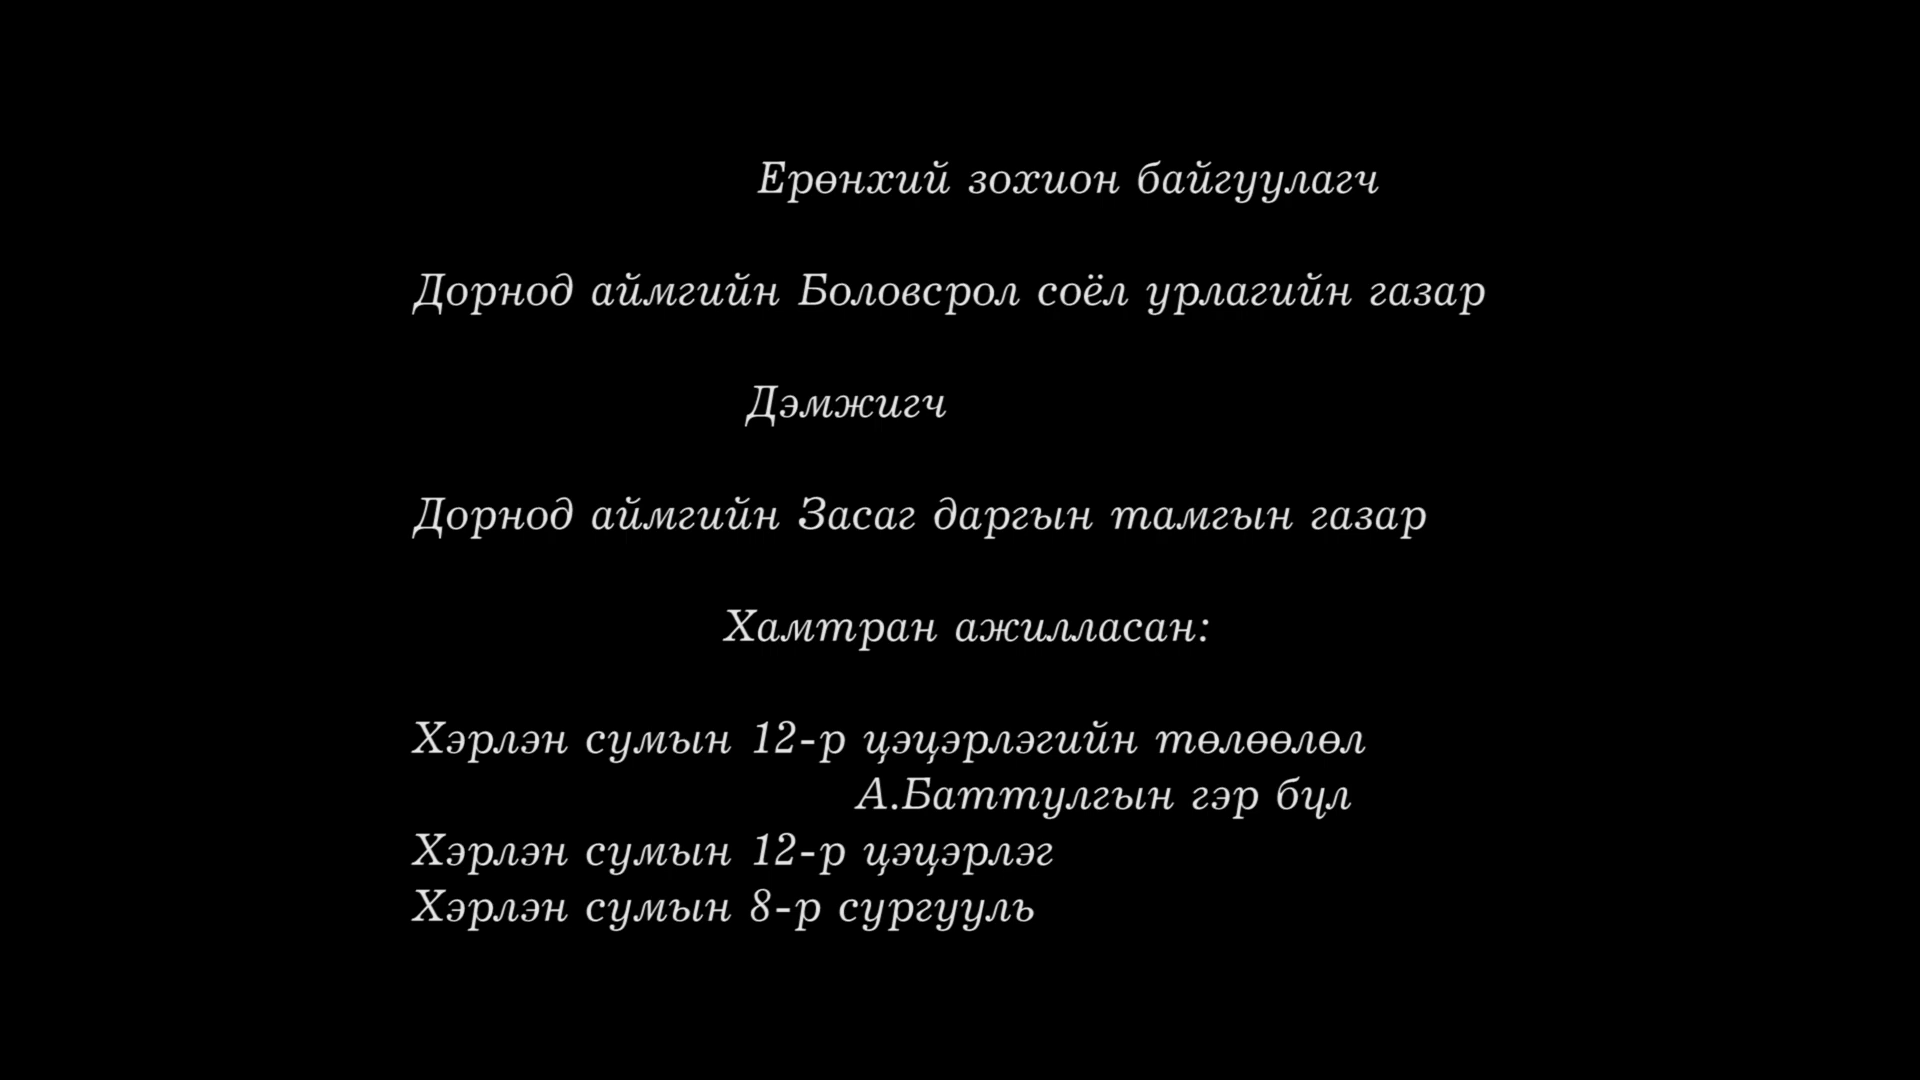 Ерөнхий зохион байгуулагч
Дорнод аймгийн Боловсрол соёл урлагийн газар
Дэмжигч
Дорнод аймгийн Засаг даргын тамгын газар
Хамтран ажилласан:
Хэрлэн сумын 12-р цэцэрлэгийн төлөөлөл
А.Баттулгын гэр бүл
Хэрлэн сумын 12-р цэцэрлэг
Хэрлэн сумын 8-р сургууль